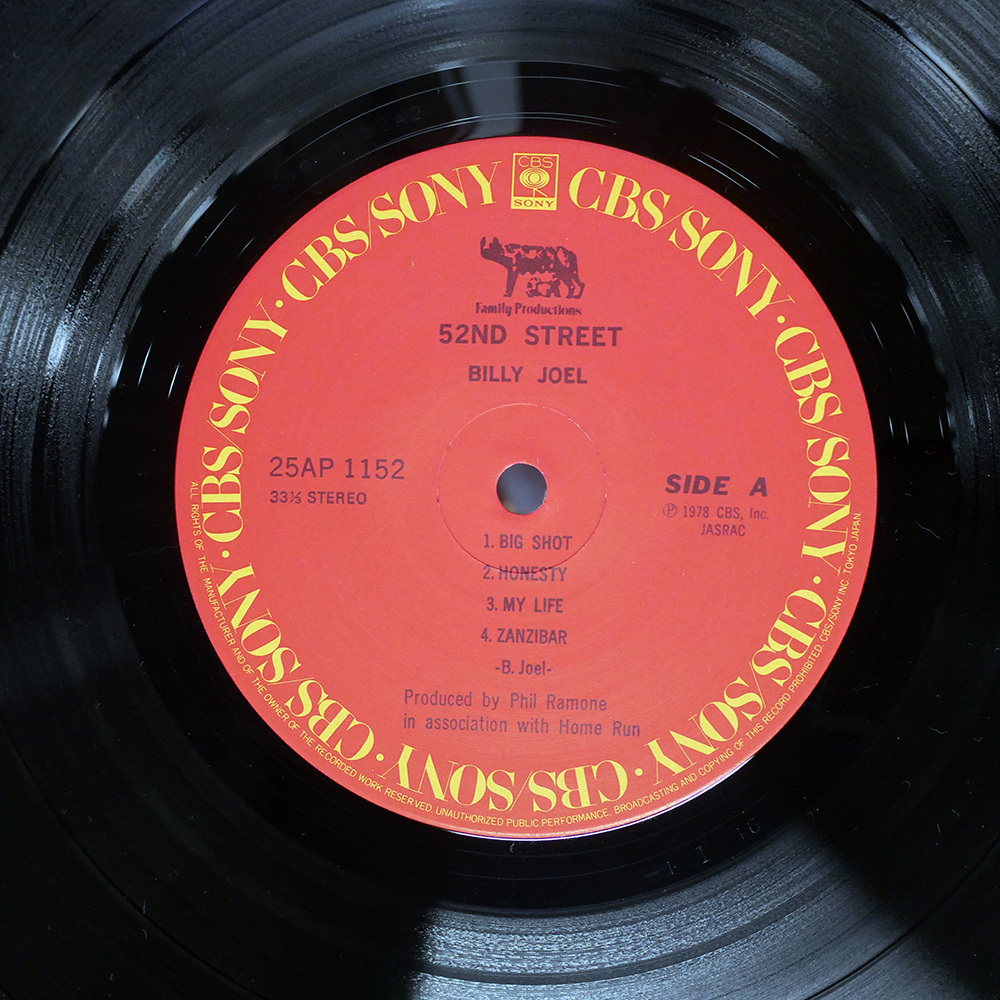 CBS
SONY
CBS/SONY · CBS/SONY · CBS/SONY · CBS/SONY · CBS/SONY · CBS/SONY · CBS/SONY · CBS/SONY · CBS/SONY
Family Productions
52ND STREET
BILLY JOEL
25AP 1152
33⅓ STEREO
SIDE A
Ⓟ 1978 CBS, Inc.
JASRAC
1. BIG SHOT
2. HONESTY
3. MY LIFE
4. ZANZIBAR
-B. Joel-
Produced by Phil Ramone
in association with Home Run
ALL RIGHTS OF THE MANUFACTURER AND OF THE OWNER OF THE RECORDED WORK RESERVED. UNAUTHORIZED PUBLIC PERFORMANCE, BROADCASTING AND COPYING OF THIS RECORD PROHIBITED. CBS/SONY INC. TOKYO JAPAN